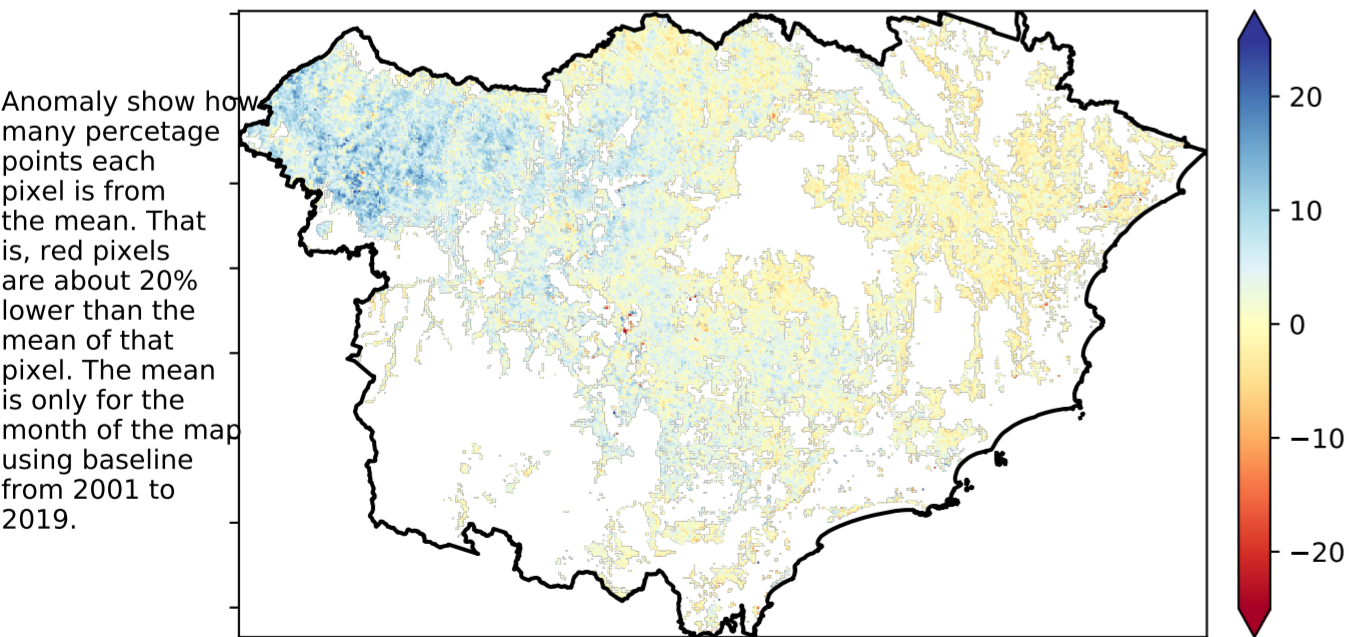 Anomaly show how
many percetage
points each
pixel is from
the mean. That
is, red pixels
are about 20%
lower than the
mean of that
pixel. The mean
is only for the
month of the map
using baseline
from 2001 to
2019.
20
10
0
−10
−20